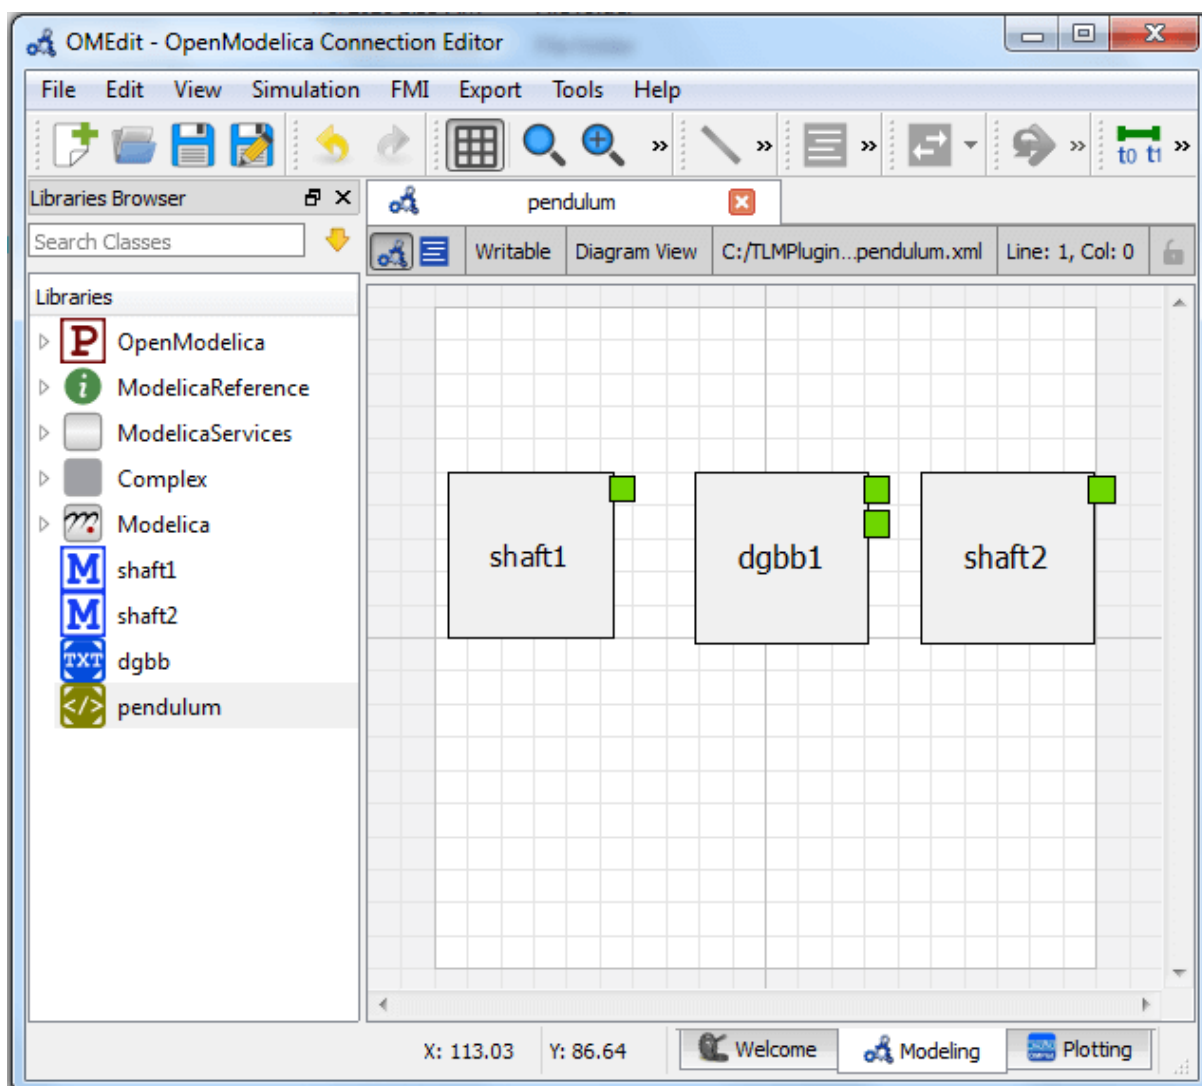 OMEdit - OpenModelica Connection Editor
File Edit View Simulation FMI Export Tools Help
t0 t1
Libraries Browser
pendulum
Search Classes
Writable Diagram View C:/TLMPlugin...pendulum.xml Line: 1, Col: 0
Libraries
P OpenModelica
i ModelicaReference
ModelicaServices
Complex
m Modelica
M shaft1
M shaft2
TXT dgbb
</> pendulum
shaft1 dgbb1 shaft2
X: 113.03 Y: 86.64 Welcome Modeling Plotting